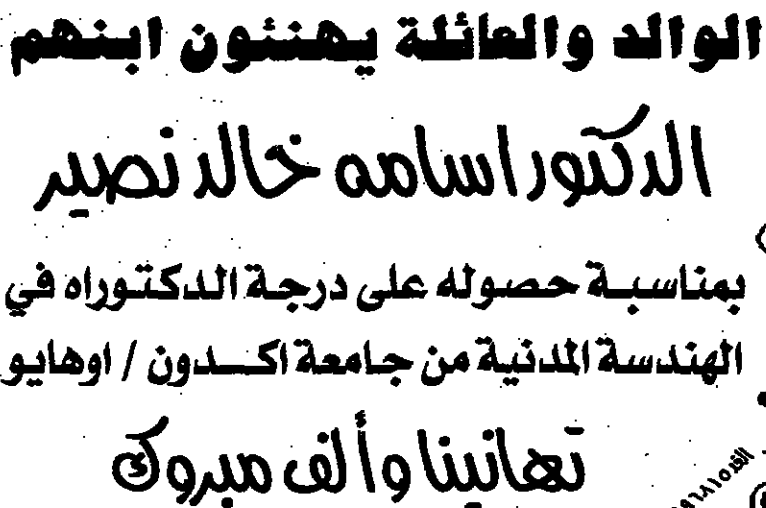 الوالد والعائلة يهنئون ابنهم
الدكتور اسامه خالد نصير
بمناسبة حصوله على درجة الدكتوراه في
الهندسة المدنية من جامعة اكدون / اوهايو
تهانينا وألف مبروك